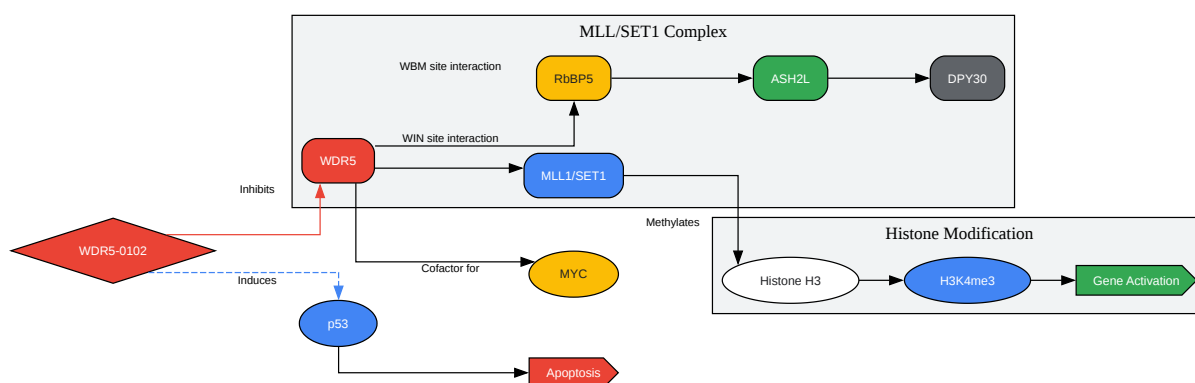 MLL/SET1 Complex
WBM site interaction
RbBP5
ASH2L
DPY30
WIN site interaction
WDR5
MLL1/SET1
Inhibits
Methylates
Histone Modification
WDR5-0102
Induces
Cofactor for
MYC
Histone H3
H3K4me3
Gene Activation
p53
Apoptosis